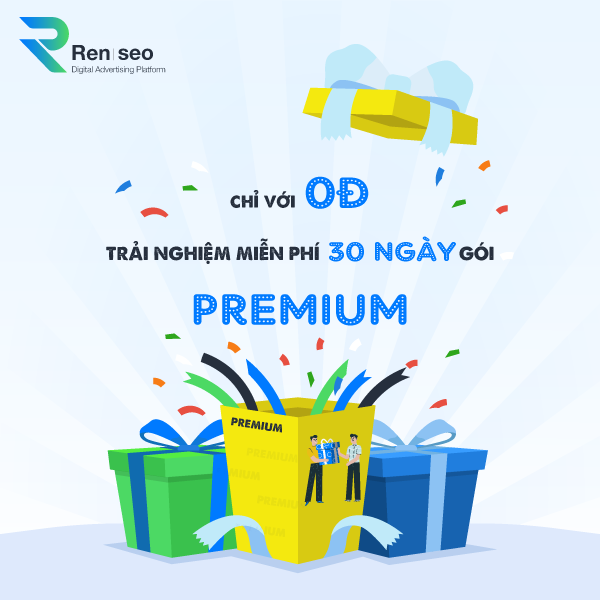 Ren|seo
Digital Advertising Platform
CHỈ VỚI 0Đ
TRẢI NGHIỆM MIỄN PHÍ 30 NGÀY GÓI
PREMIUM
PREMIUM
PREMIUM
PREMIUM
PREMIUM
PREMIUM